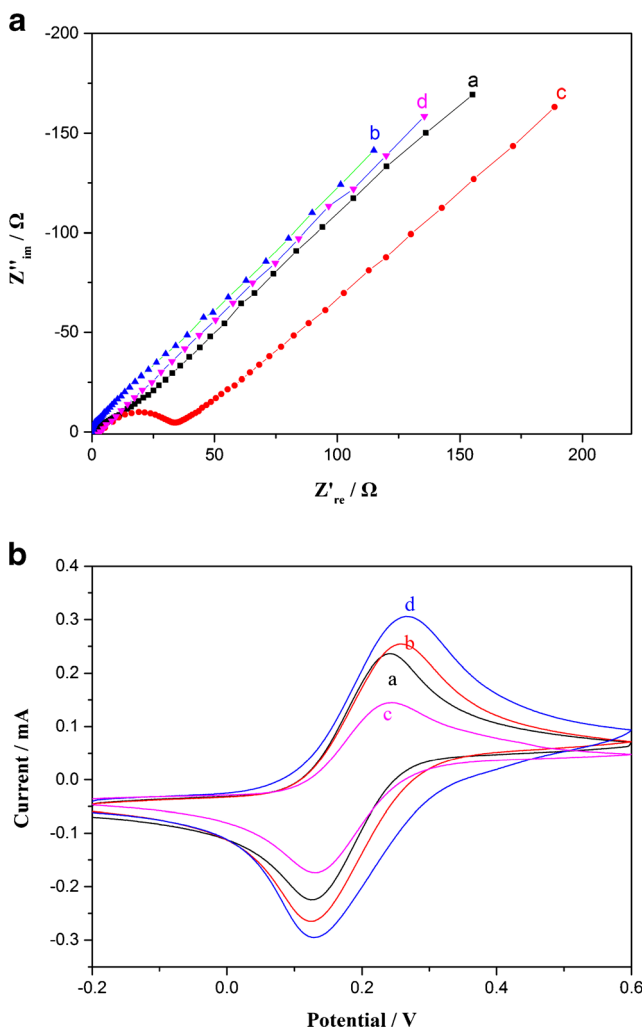 a
-200
-150
-100
-50
0
Z''im / Ω
a
d
b
c
0 50 100 150 200
Z're / Ω
b
0.4
0.3
0.2
0.1
0.0
-0.1
-0.2
-0.3
Current / mA
d
b
a
c
-0.2 0.0 0.2 0.4 0.6
Potential / V